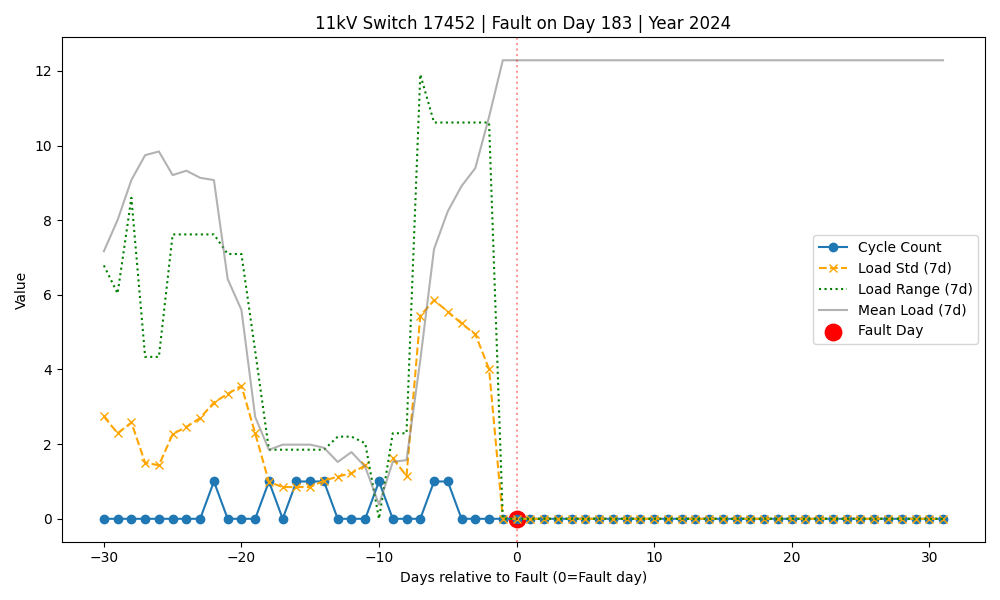 11kV Switch 17452 | Fault on Day 183 | Year 2024
Value
12
10
8
6
4
2
0
Cycle Count
Load Std (7d)
Load Range (7d)
Mean Load (7d)
Fault Day
−30
−20
−10
0
10
20
30
Days relative to Fault (0=Fault day)